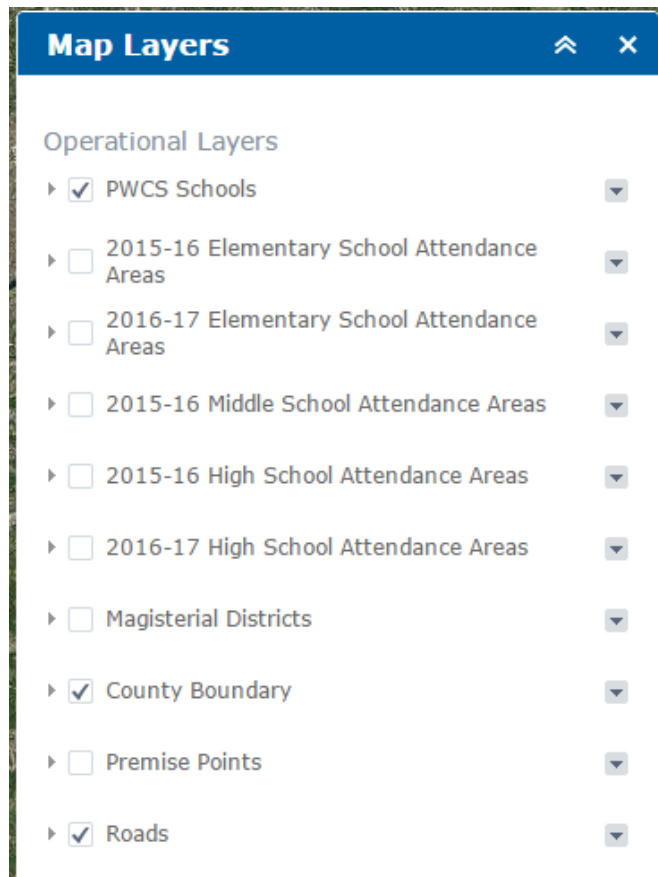 Map Layers
Operational Layers
PWCS Schools
2015-16 Elementary School Attendance
Areas
2016-17 Elementary School Attendance
Areas
2015-16 Middle School Attendance Areas
2015-16 High School Attendance Areas
2016-17 High School Attendance Areas
Magisterial Districts
County Boundary
Premise Points
Roads